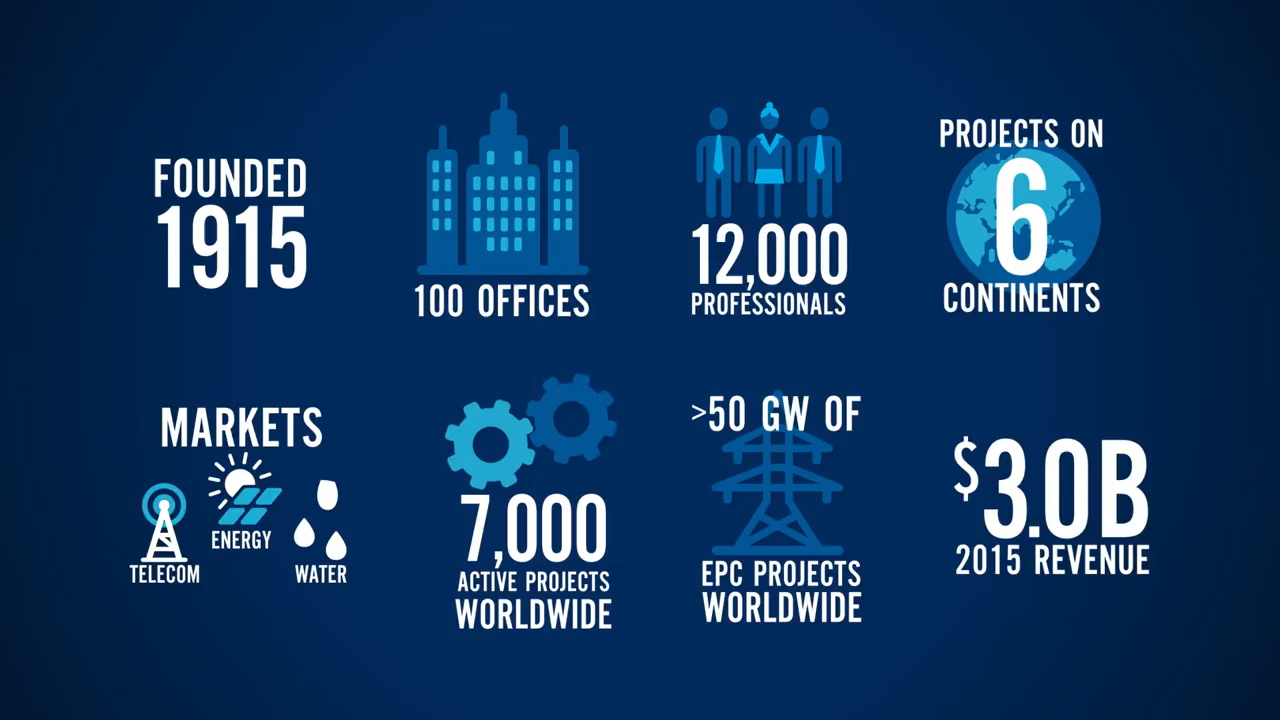 FOUNDED
1915
100 OFFICES
12,000
PROFESSIONALS
PROJECTS ON
6
CONTINENTS
MARKETS
TELECOM
ENERGY
WATER
7,000
ACTIVE PROJECTS
WORLDWIDE
>50 GW OF
EPC PROJECTS
WORLDWIDE
$3.0B
2015 REVENUE